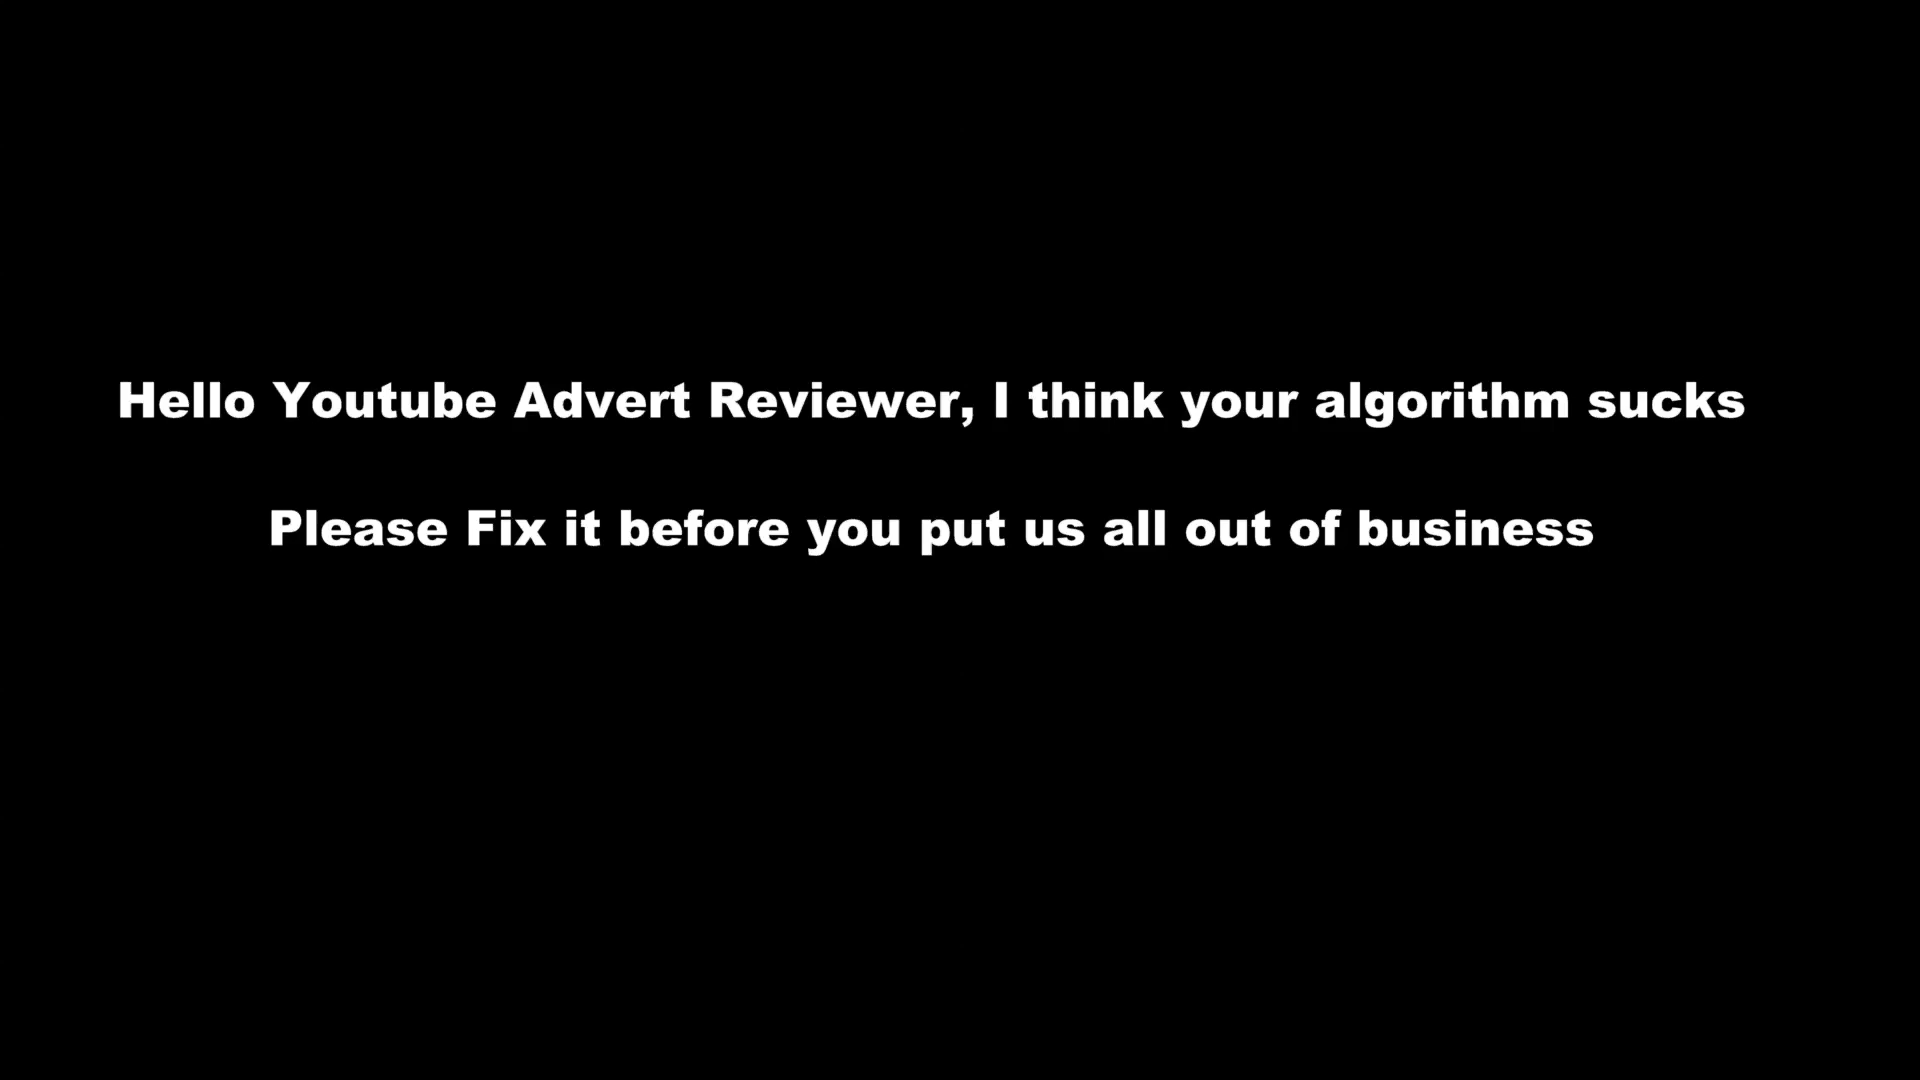 Hello Youtube Advert Reviewer, I think your algorithm sucks
Please Fix it before you put us all out of business